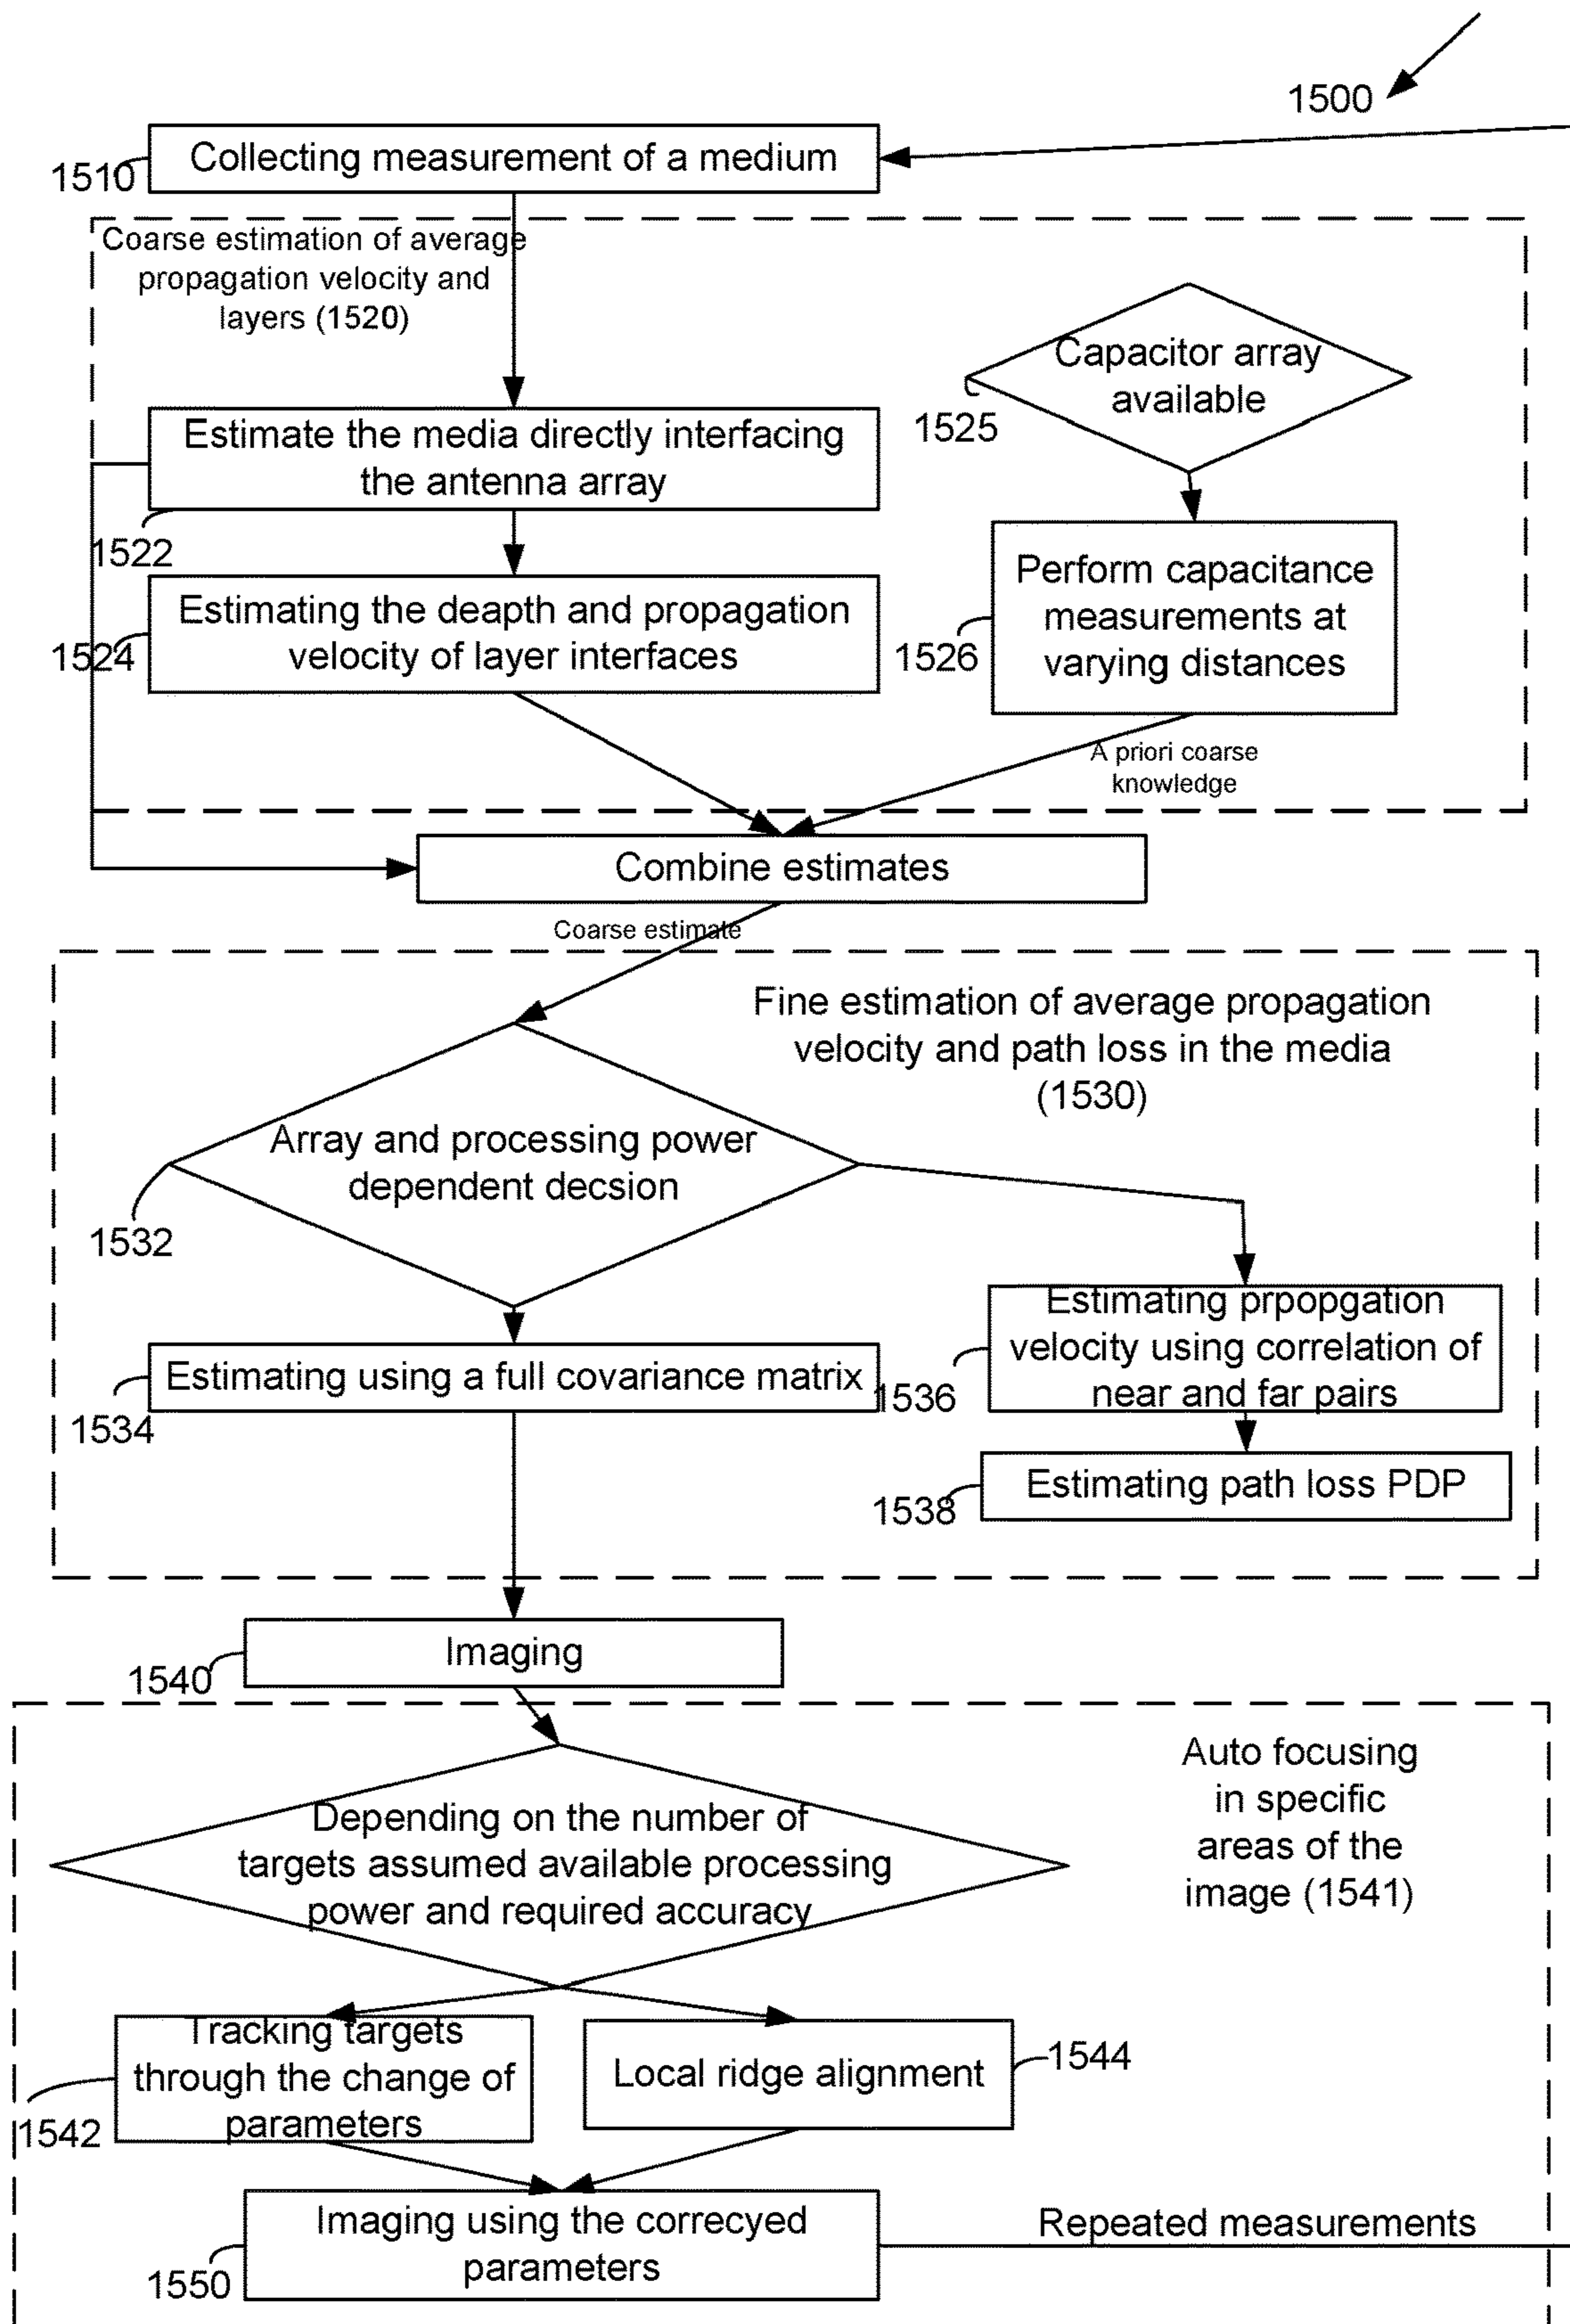 1500
Collecting measurement of a medium
1510
Coarse estimation of average
propagation velocity and
layers (1520)
Capacitor array
available
1525
Estimate the media directly interfacing
the antenna array
1522
Perform capacitance
measurements at
varying distances
1526
Estimating the deapth and propagation
velocity of layer interfaces
1524
A priori coarse
knowledge
Combine estimates
Coarse estimate
Fine estimation of average propagation
velocity and path loss in the media
(1530)
Array and processing power
dependent decsion
1532
Estimating prpopgation
velocity using correlation of
near and far pairs
1536
Estimating using a full covariance matrix
1534
Estimating path loss PDP
1538
Imaging
1540
Auto focusing
in specific
areas of the
image (1541)
Depending on the number of
targets assumed available processing
power and required accuracy
Tracking targets
through the change of
parameters
1542
Local ridge alignment
1544
Imaging using the correcyed
parameters
1550
Repeated measurements